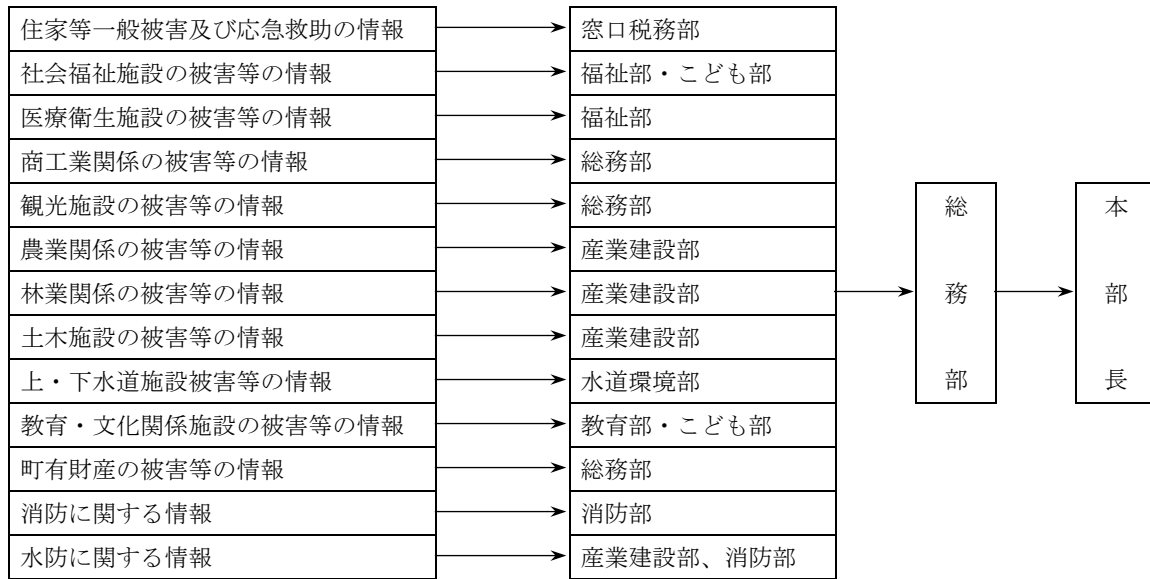 住家等一般被害及び応急救助の情報 窓口税務部
社会福祉施設の被害等の情報 福祉部・こども部
医療衛生施設の被害等の情報 福祉部
商工業関係の被害等の情報 総務部
観光施設の被害等の情報 総務部
農業関係の被害等の情報 産業建設部
林業関係の被害等の情報 産業建設部
土木施設の被害等の情報 産業建設部
上・下水道施設被害等の情報 水道環境部
教育・文化関係施設の被害等の情報 教育部・こども部
町有財産の被害等の情報 総務部
消防に関する情報 消防部
水防に関する情報 産業建設部、消防部
総務部
本部長